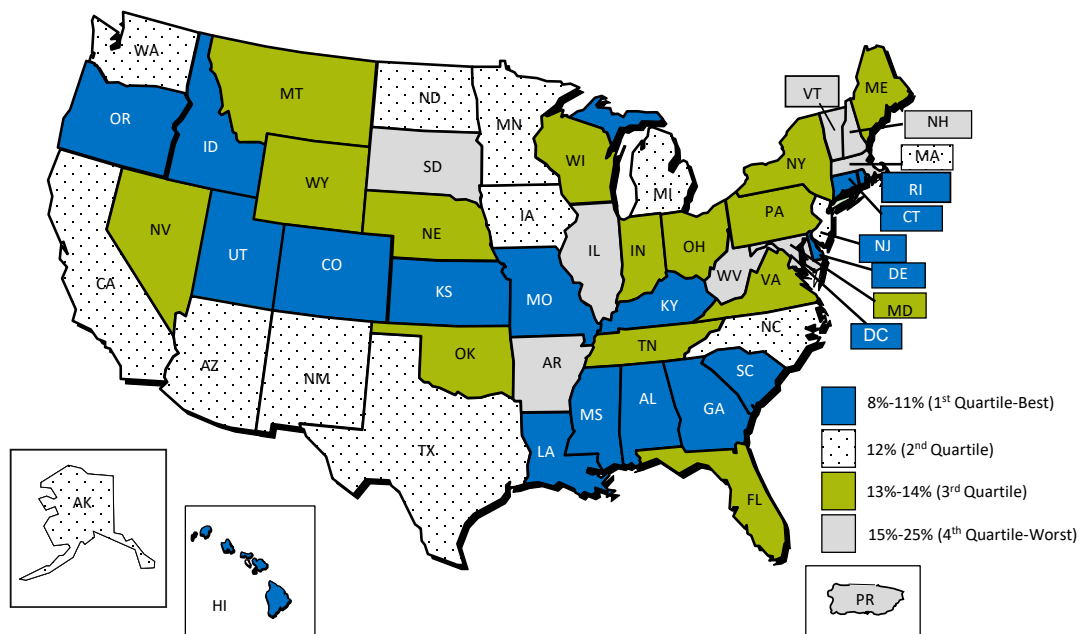 WA
MT
ND
MN
VT
ME
NH
OR
ID
SD
WI
NY
MA
WY
MI
RI
IA
PA
CT
NV
NE
NJ
UT
CO
IL
IN
OH
DE
CA
KS
MO
WV
VA
MD
KY
DC
NC
AZ
NM
OK
TN
AR
SC
MS
AL
GA
TX
LA
8%-11% (1st Quartile-Best)
12% (2nd Quartile)
FL
13%-14% (3rd Quartile)
AK
15%-25% (4th Quartile-Worst)
HI
PR